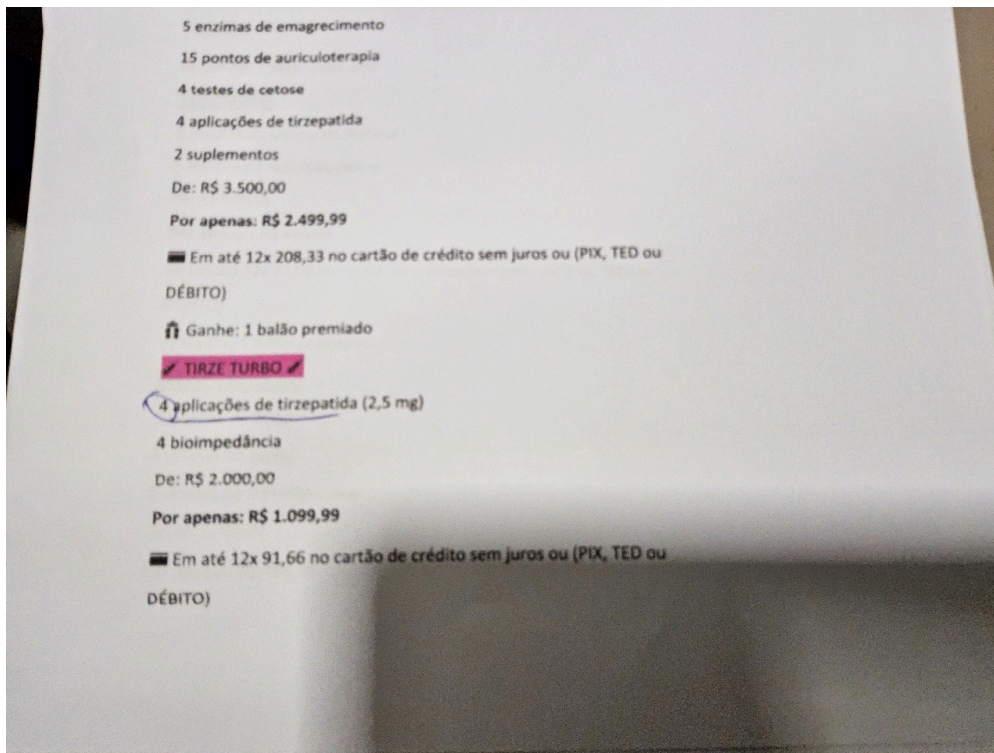 5 enzimas de emagrecimento
15 pontos de auriculoterapia
4 testes de cetose
4 aplicações de tirzepatida
2 suplementos
De: R$ 3.500,00
Por apenas: R$ 2.499,99
Em até 12x 208,33 no cartão de crédito sem juros ou (PIX, TED ou
DÉBITO)
Ganhe: 1 balão premiado
TIRZE TURBO
4 aplicações de tirzepatida (2,5 mg)
4 bioimpedância
De: R$ 2.000,00
Por apenas: R$ 1.099,99
Em até 12x 91,66 no cartão de crédito sem juros ou (PIX, TED ou
DÉBITO)